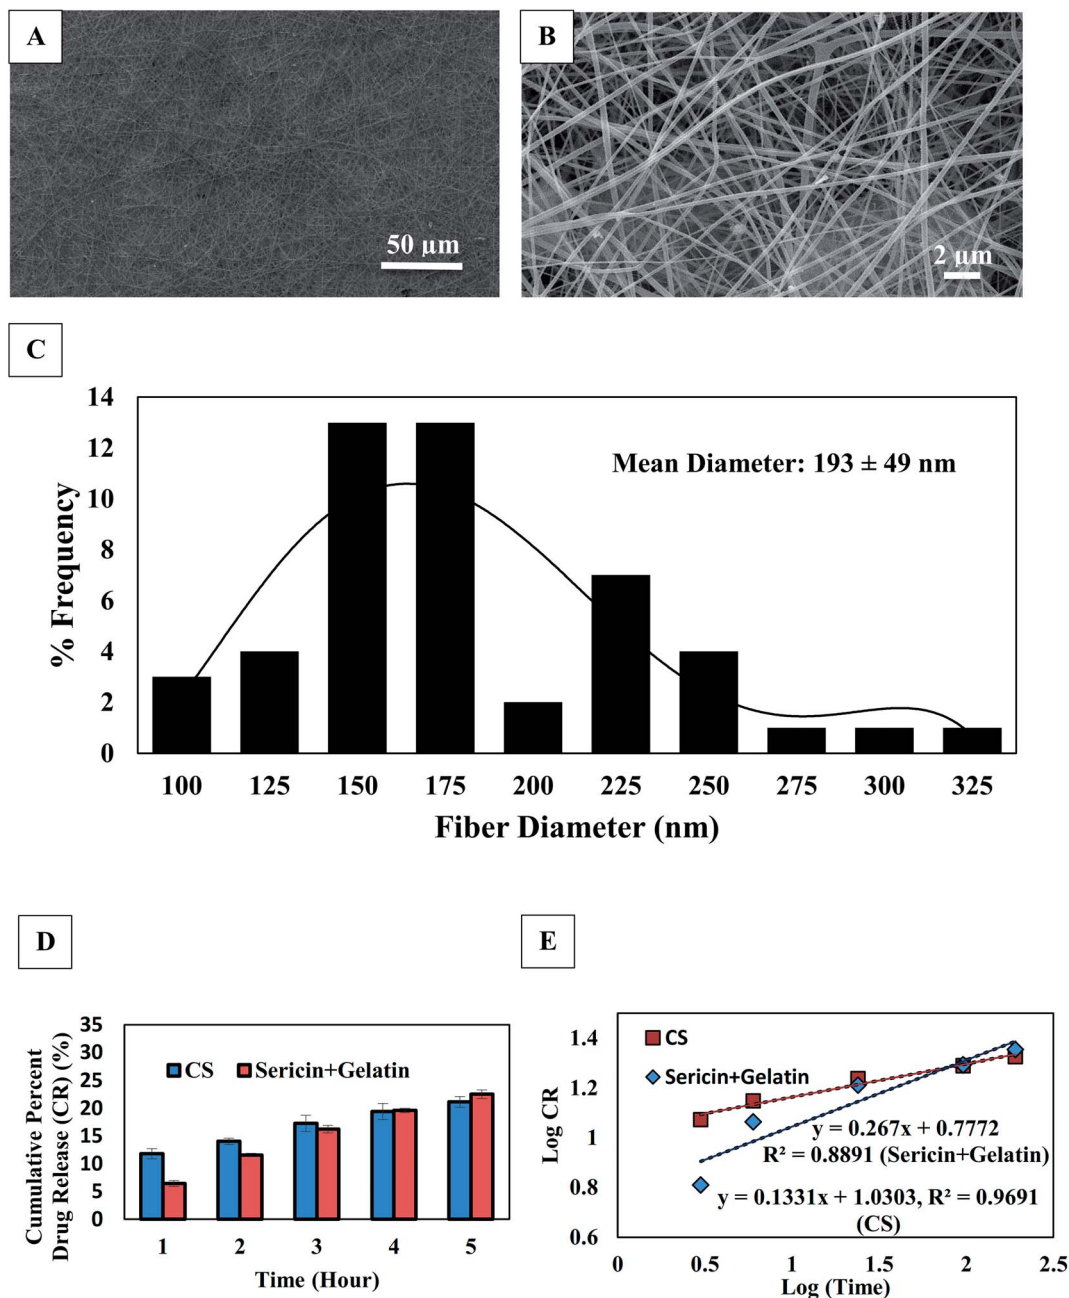 A
B
50 µm
2 µm
C
14
12
10
8
6
4
2
0
% Frequency
Mean Diameter: 193 ± 49 nm
100 125 150 175 200 225 250 275 300 325
Fiber Diameter (nm)
D
35
30
25
20
15
10
5
0
Cumulative Percent
Drug Release (CR) (%)
CS Sericin+Gelatin
1 2 3 4 5
Time (Hour)
E
1.4
1.2
1
0.8
0.6
Log CR
CS
Sericin+Gelatin
y = 0.267x + 0.7772
R² = 0.8891 (Sericin+Gelatin)
y = 0.1331x + 1.0303, R² = 0.9691
(CS)
0 0.5 1 1.5 2 2.5
Log (Time)